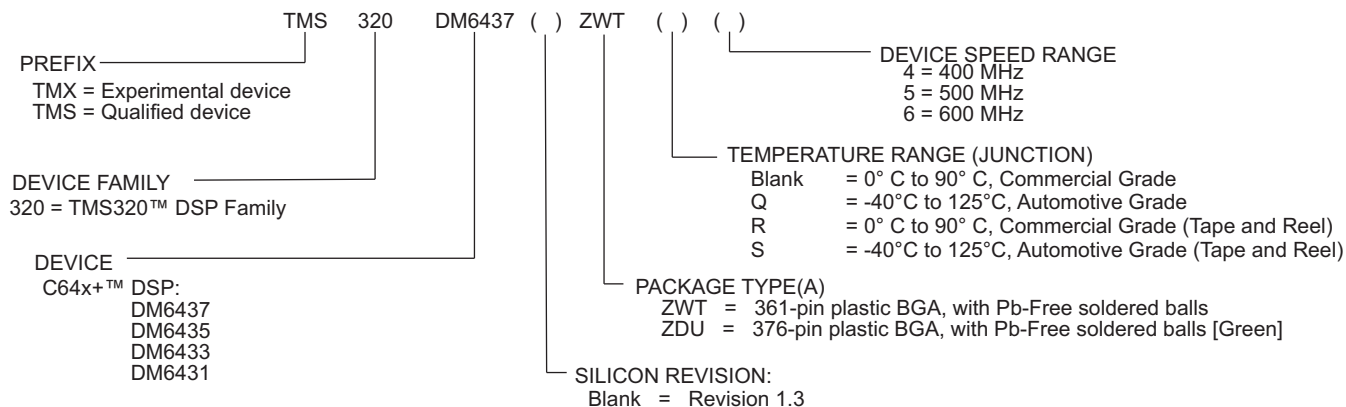 TMS 320 DM6437 ( ) ZWT ( ) ( )
PREFIX
TMX = Experimental device
TMS = Qualified device
DEVICE SPEED RANGE
4 = 400 MHz
5 = 500 MHz
6 = 600 MHz
DEVICE FAMILY
320 = TMS320™ DSP Family
TEMPERATURE RANGE (JUNCTION)
Blank = 0° C to 90° C, Commercial Grade
Q = -40°C to 125°C, Automotive Grade
R = 0° C to 90° C, Commercial Grade (Tape and Reel)
S = -40°C to 125°C, Automotive Grade (Tape and Reel)
DEVICE
C64x+™ DSP:
DM6437
DM6435
DM6433
DM6431
PACKAGE TYPE(A)
ZWT = 361-pin plastic BGA, with Pb-Free soldered balls
ZDU = 376-pin plastic BGA, with Pb-Free soldered balls [Green]
SILICON REVISION:
Blank = Revision 1.3